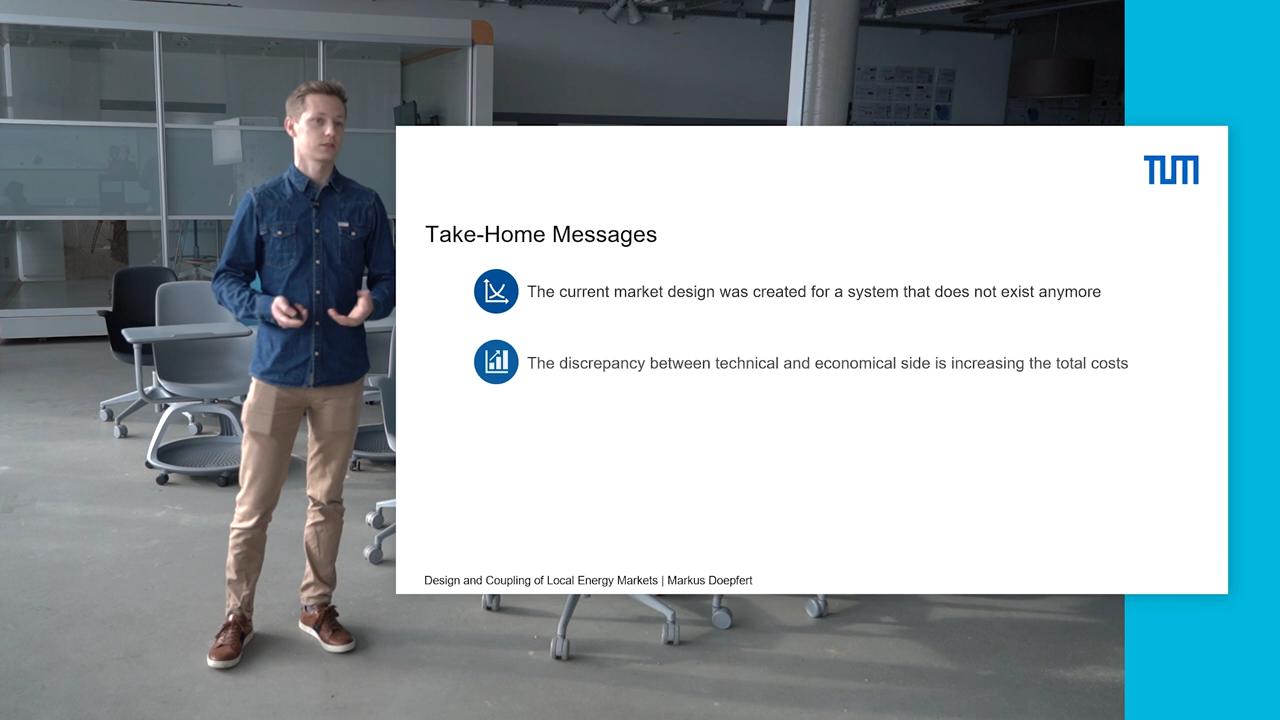 TUM
Take-Home Messages
The current market design was created for a system that does not exist anymore
The discrepancy between technical and economical side is increasing the total costs
Design and Coupling of Local Energy Markets | Markus Doepfert